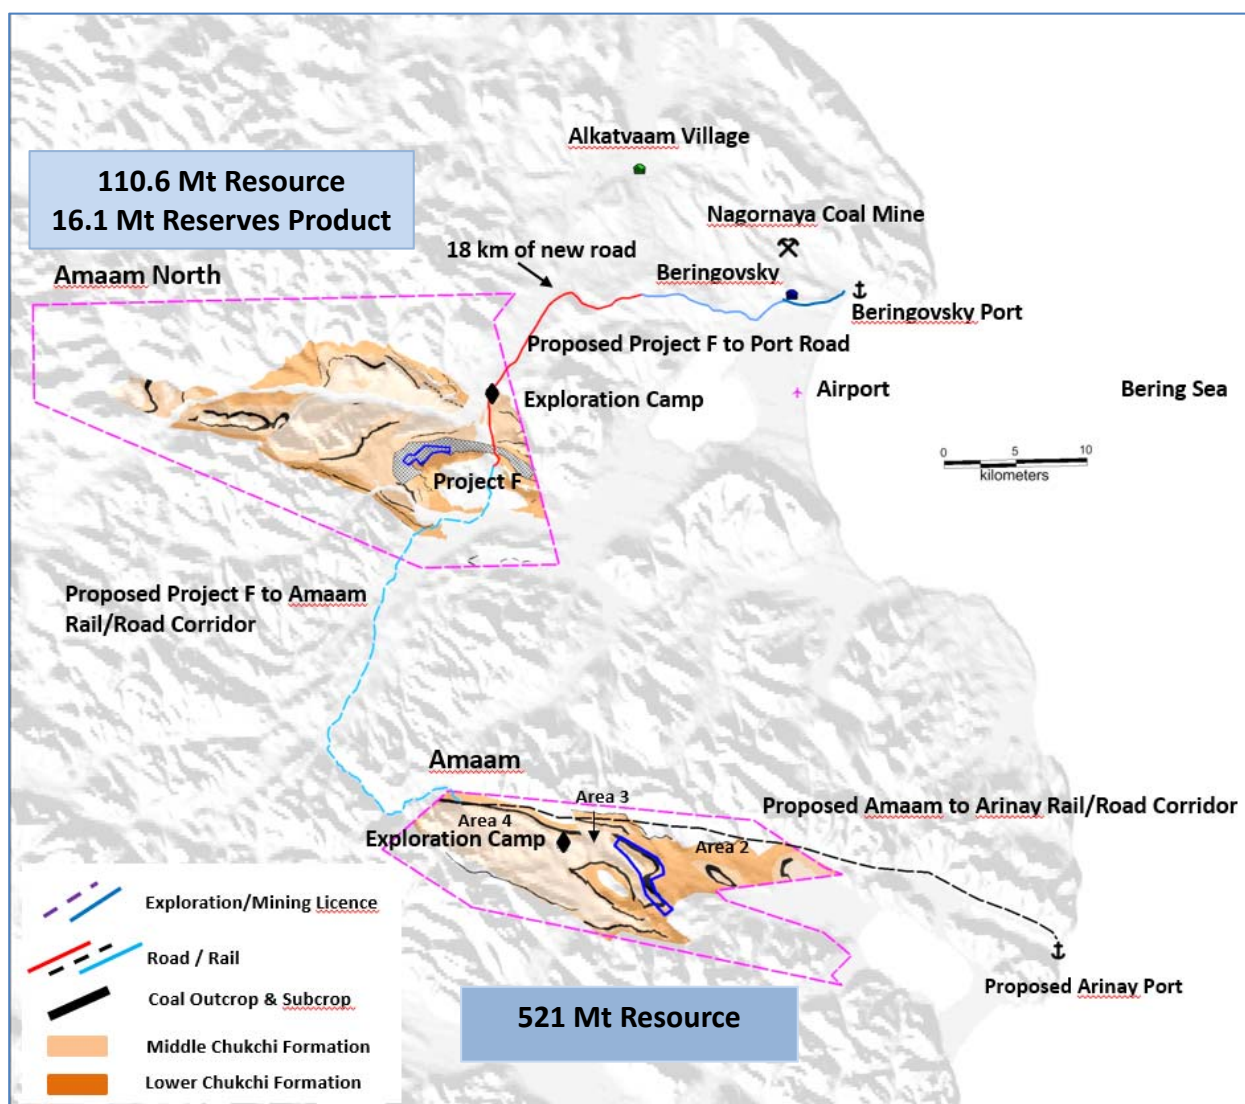 Alkatvaam Village
110.6 Mt Resource
16.1 Mt Reserves Product
Nagornaya Coal Mine
18 km of new road
Beringovsky
Amaam North
Beringovsky Port
Proposed Project F to Port Road
Exploration Camp
Airport
Bering Sea
0 5 10
kilometers
Project F
Proposed Project F to Amaam
Rail/Road Corridor
Amaam
Area 3
Proposed Amaam to Arinay Rail/Road Corridor
Area 4
Exploration Camp
Area 2
Exploration/Mining Licence
Road / Rail
Coal Outcrop & Subcrop
Middle Chukchi Formation
Lower Chukchi Formation
Proposed Arinay Port
521 Mt Resource